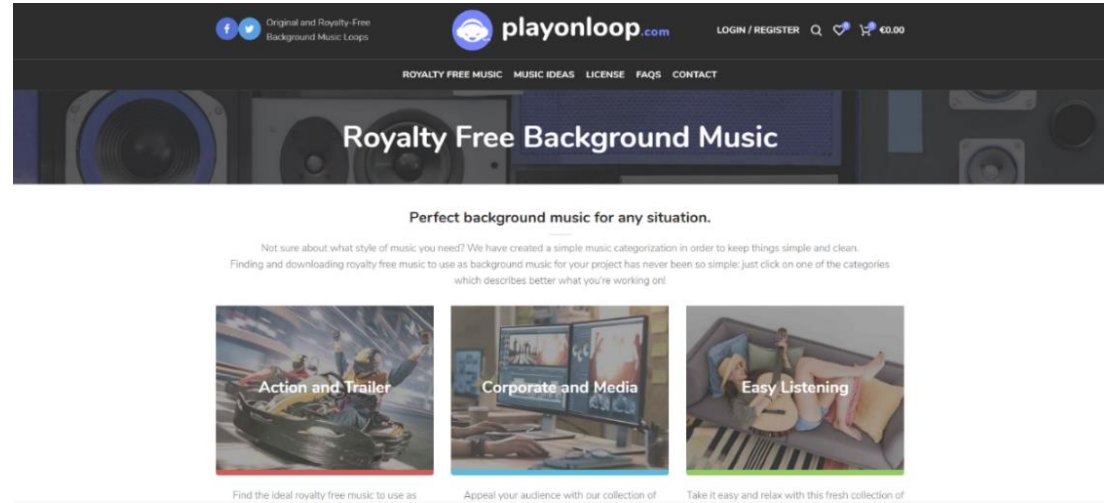 Original and Royalty-Free
Background Music Loops
playonloop.com
LOGIN / REGISTER
0
0
€0.00
ROYALTY FREE MUSIC MUSIC IDEAS LICENSE FAQS CONTACT
Royalty Free Background Music
Perfect background music for any situation.
Not sure about what style of music you need? We have created a simple music categorization in order to keep things simple and clean.
Finding and downloading royalty free music to use as background music for your project has never been so simple: just click on one of the categories
which describes better what you're working on!
Action and Trailer
Corporate and Media
Easy Listening
Find the ideal royalty free music to use as
Appeal your audience with our collection of
Take it easy and relax with this fresh collection of